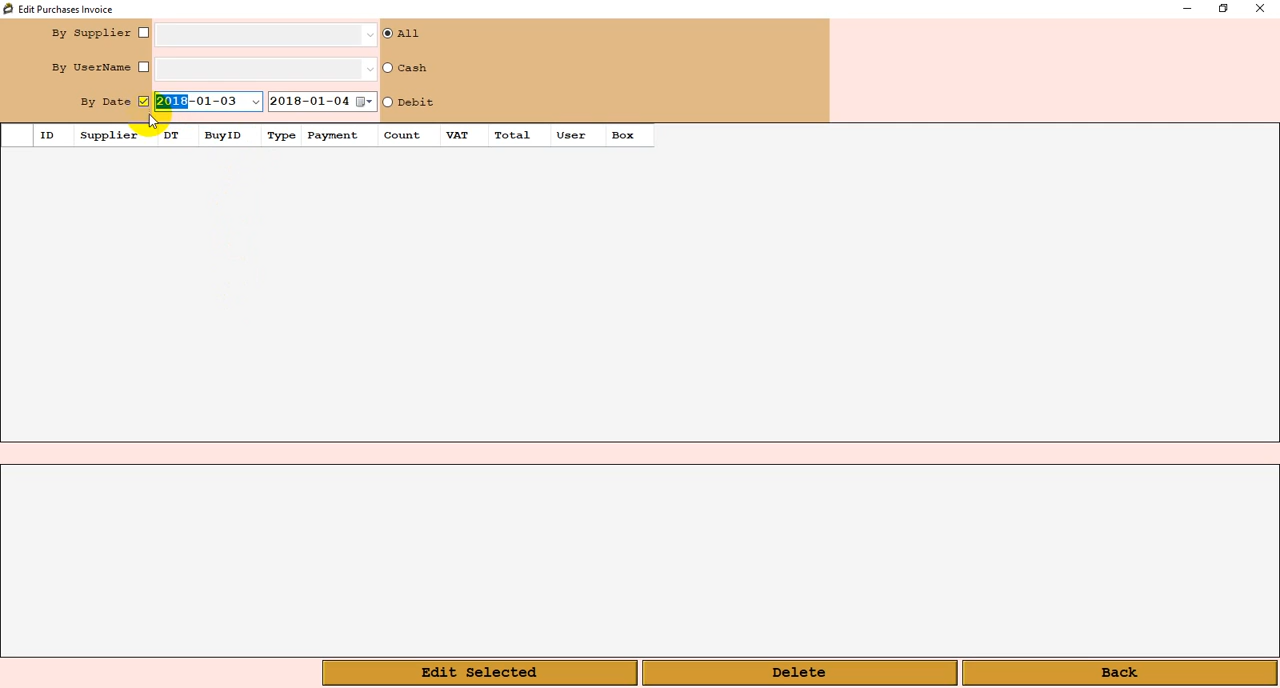 Edit Purchases Invoice
By Supplier All
By UserName Cash
By Date 2018-01-03 2018-01-04 Debit
ID Supplier DT BuyID Type Payment Count VAT Total User Box
Edit Selected Delete Back